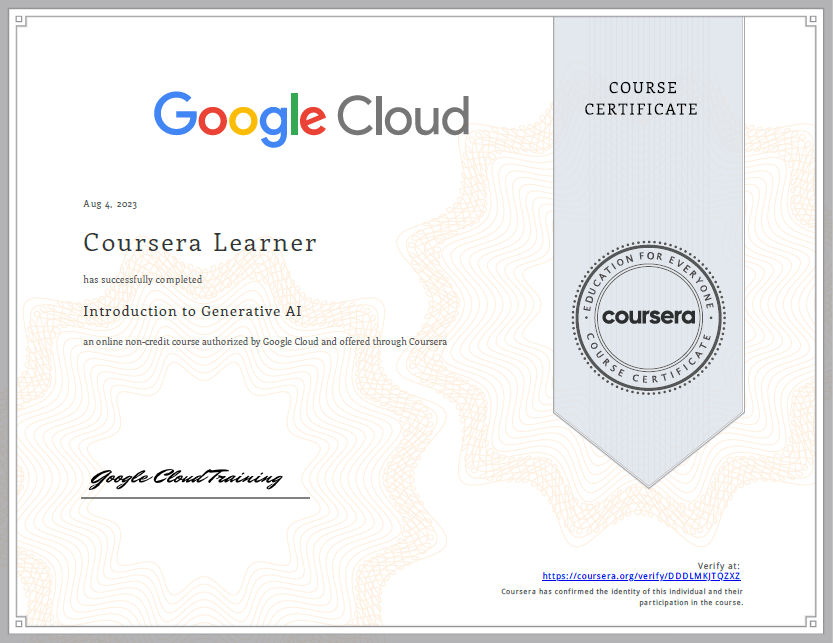 Google Cloud
COURSE
CERTIFICATE
Aug 4, 2023
Coursera Learner
has successfully completed
Introduction to Generative AI
an online non-credit course authorized by Google Cloud and offered through Coursera
EDUCATION FOR EVERYONE
coursera
COURSE CERTIFICATE
Google Cloud Training
Verify at:
https://coursera.org/verify/DDDLMKJTQZXZ
Coursera has confirmed the identity of this individual and their
participation in the course.